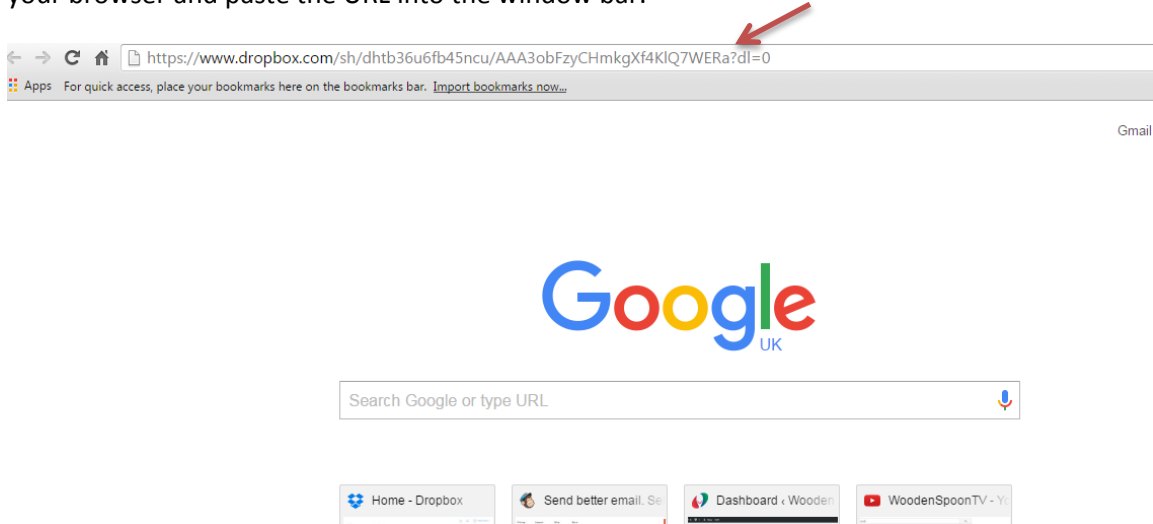 your browser and paste the URL into the window bar.
https://www.dropbox.com/sh/dhtb36u6fb45ncu/AAA3obFzyCHmkgXf4KlQ7WERa?dl=0
Apps For quick access, place your bookmarks here on the bookmarks bar. Import bookmarks now...
Gmail
Google
UK
Search Google or type URL
Home - Dropbox
Send better email. Se
Dashboard ‹ Wooden
WoodenSpoonTV - Yo